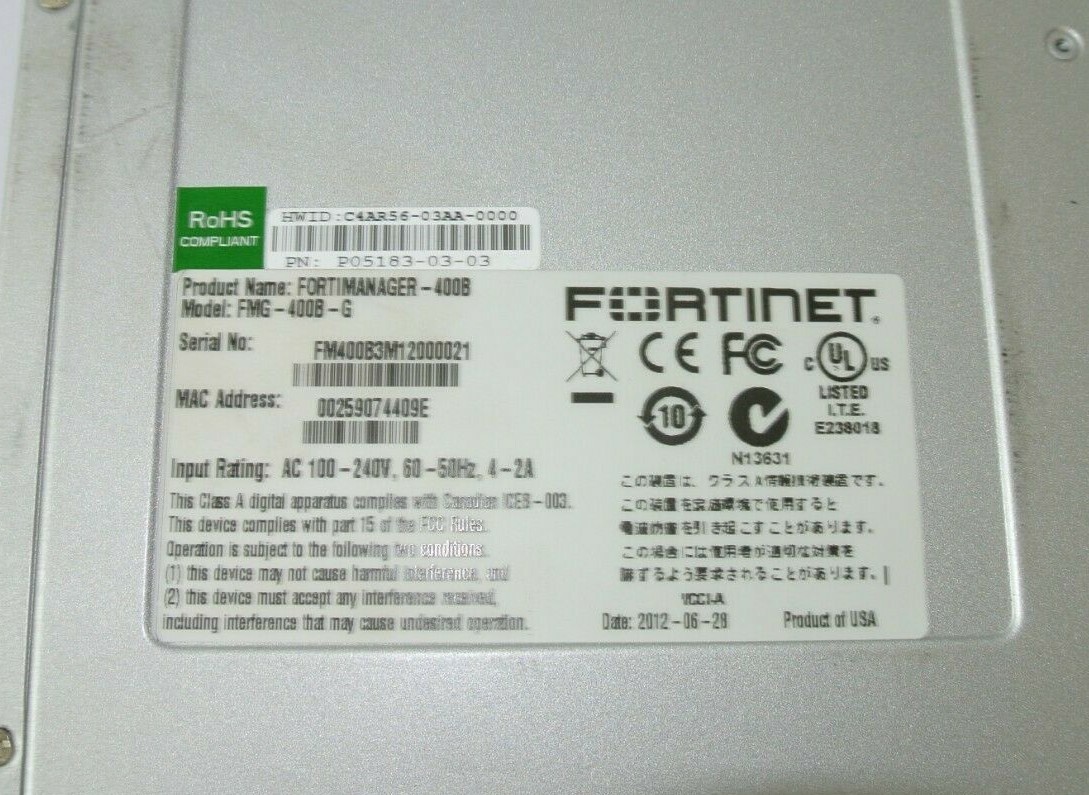 RoHS
COMPLIANT
HWID:C4AR56-03AA-0000
PN: P05183-03-03
Product Name: FORTIMANAGER-400B
Model: FMG-400B-G
Serial No: FM400B3M12000021
MAC Address: 00259074409E
Input Rating: AC 100-240V, 60-50Hz, 4-2A
This Class A digital apparatus complies with Canadian ICES-003.
This device complies with part 15 of the FCC Rules.
Operation is subject to the following two conditions:
(1) this device may not cause harmful interference, and
(2) this device must accept any interference received,
including interference that may cause undesired operation.
FORTINET
CE FC
C UL US
LISTED
I.T.E.
E238018
10
N13631
この装置は、クラスA情報技術装置です。
この装置を家庭環境で使用すると
電波妨害を引き起こすことがあります。
この場合には使用者が適切な対策を
講ずるよう要求されることがあります。
VCCI-A
Date: 2012-06-28 Product of USA